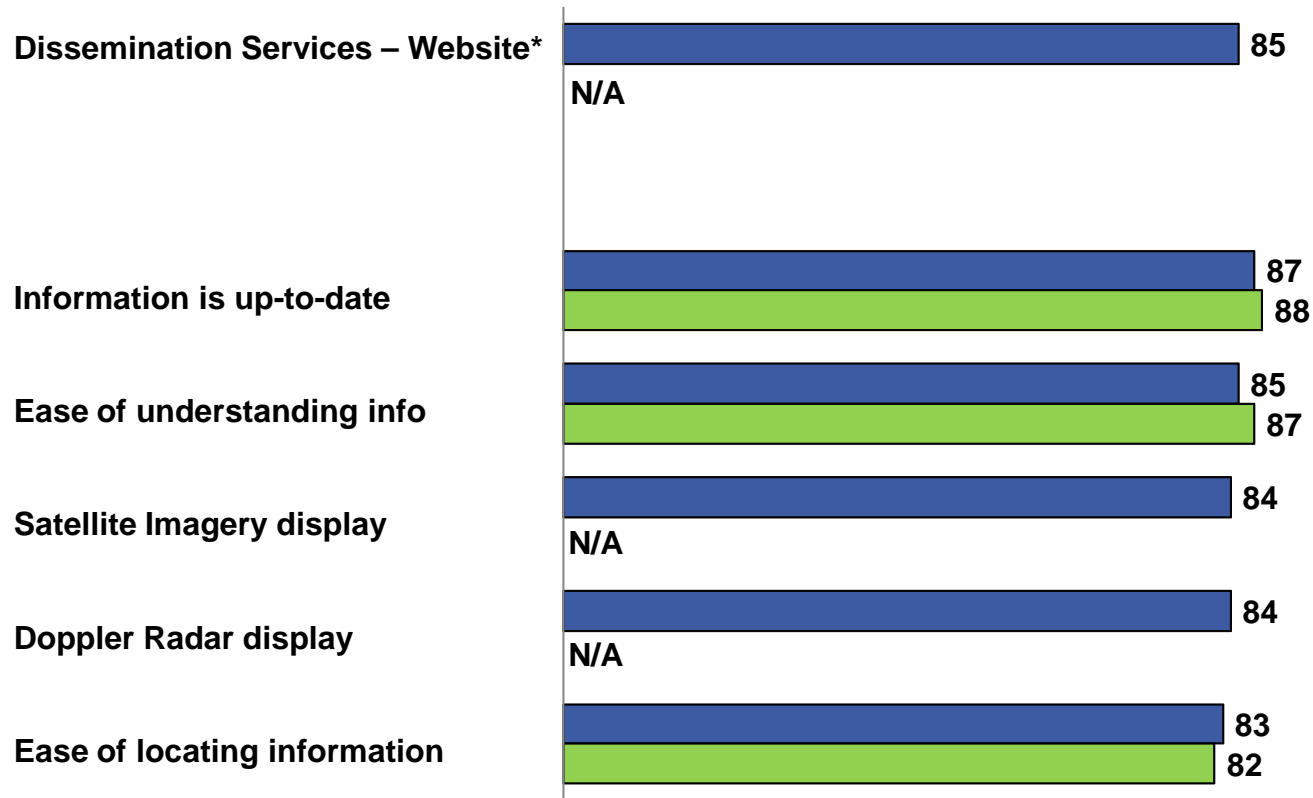 Dissemination Services – Website*
85
N/A
Information is up-to-date
87
88
Ease of understanding info
85
87
Satellite Imagery display
84
N/A
Doppler Radar display
84
N/A
Ease of locating information
83
82